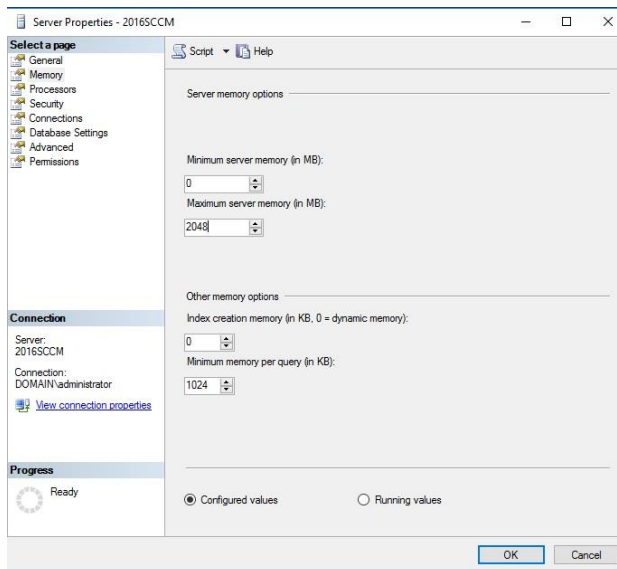 Server Properties - 2016SCCM
Select a page
General
Memory
Processors
Security
Connections
Database Settings
Advanced
Permissions
Script
Help
Server memory options
Minimum server memory (in MB):
0
Maximum server memory (in MB):
2048
Other memory options
Index creation memory (in KB, 0 = dynamic memory):
0
Minimum memory per query (in KB):
1024
Connection
Server:
2016SCCM
Connection:
DOMAIN\administrator
View connection properties
Progress
Ready
Configured values
Running values
OK
Cancel